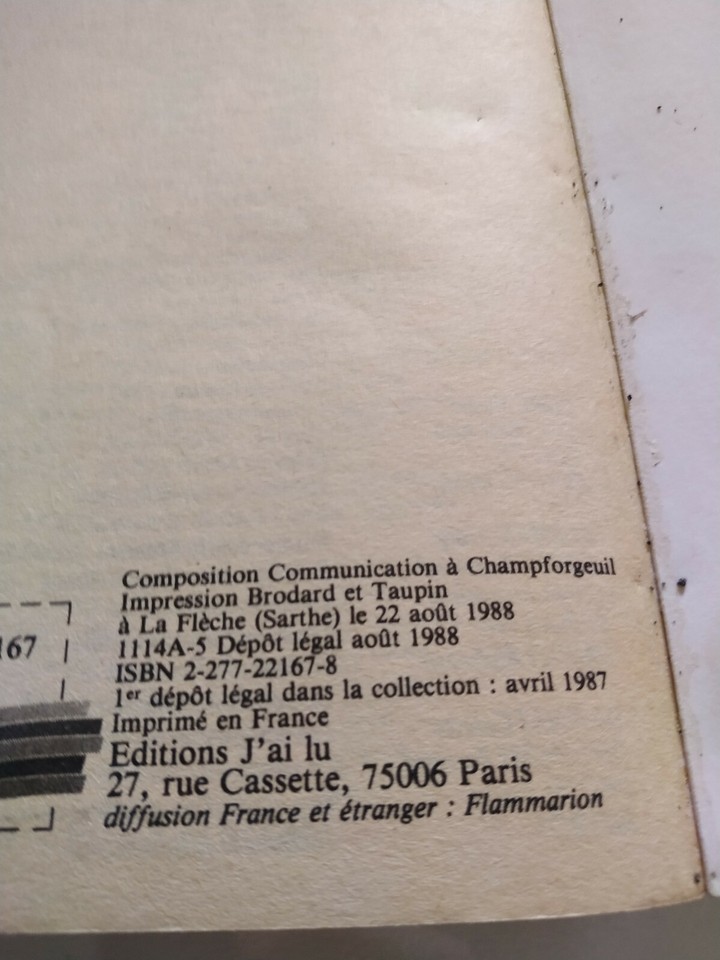 Composition Communication à Champforgeuil
Impression Brodard et Taupin
à La Flèche (Sarthe) le 22 août 1988
1114A-5 Dépôt légal août 1988
ISBN 2-277-22167-8
1er dépôt légal dans la collection : avril 1987
Imprimé en France
Editions J'ai lu
27, rue Cassette, 75006 Paris
diffusion France et étranger : Flammarion
167